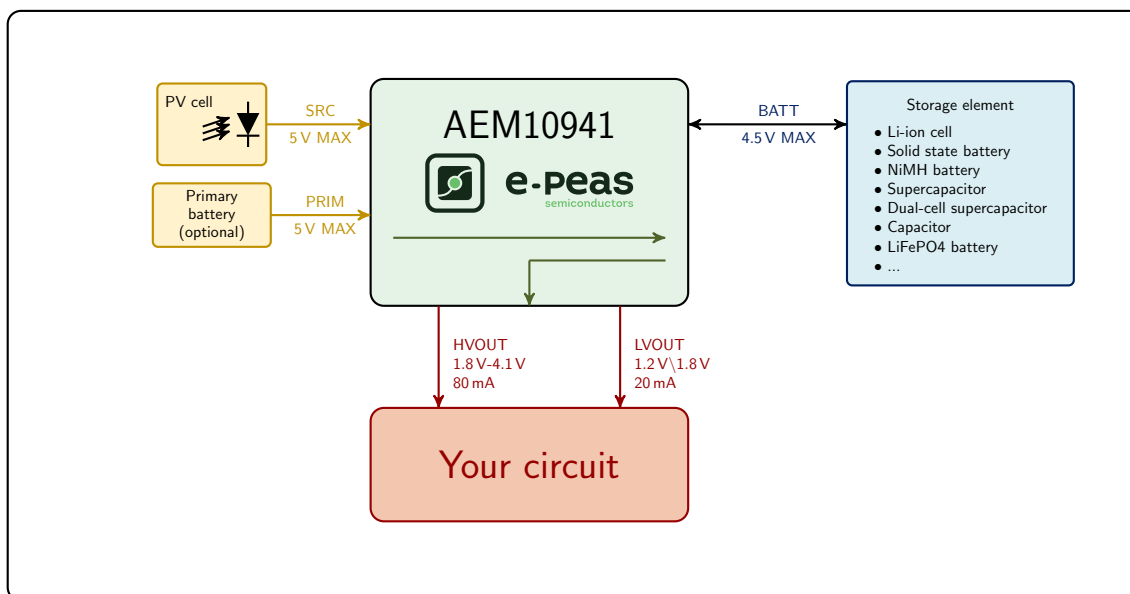 PV cell
SRC
5 V MAX
Primary
battery
(optional)
PRIM
5 V MAX
AEM10941
e-peas
semiconductors
BATT
4.5 V MAX
Storage element
• Li-ion cell
• Solid state battery
• NiMH battery
• Supercapacitor
• Dual-cell supercapacitor
• Capacitor
• LiFePO4 battery
• ...
HVOUT
1.8 V-4.1 V
80 mA
LVOUT
1.2 V\1.8 V
20 mA
Your circuit